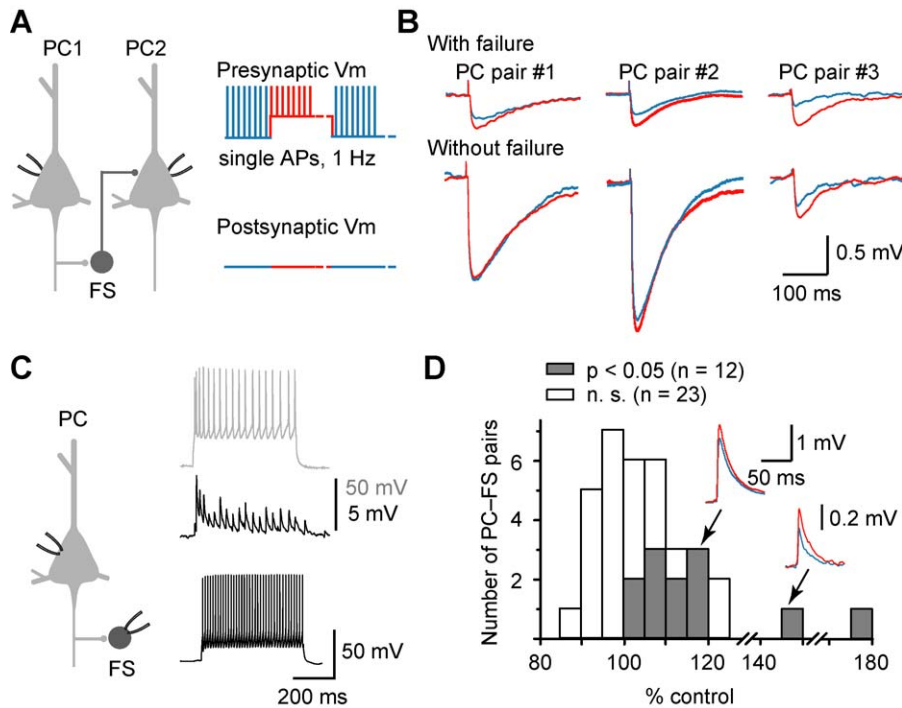 A
PC1
PC2
Presynaptic Vm
single APs, 1 Hz
Postsynaptic Vm
FS
B
With failure
PC pair #1
PC pair #2
PC pair #3
Without failure
0.5 mV
100 ms
C
PC
50 mV
5 mV
50 mV
FS
200 ms
D
p < 0.05 (n = 12)
n. s. (n = 23)
Number of PC–FS pairs
6
4
2
1 mV
50 ms
0.2 mV
80
100
120
140
180
% control